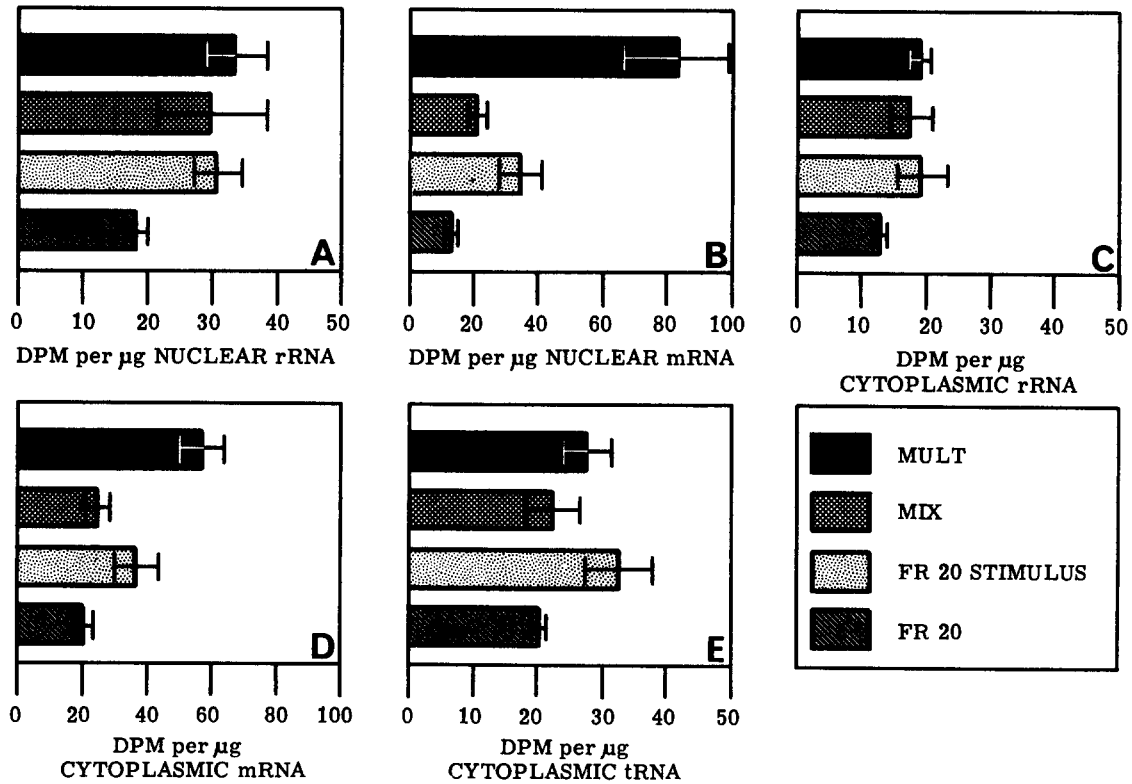 A
B
C
0 10 20 30 40 50
0 20 40 60 80 100
0 10 20 30 40 50
DPM per µg NUCLEAR rRNA
DPM per µg NUCLEAR mRNA
DPM per µg
CYTOPLASMIC rRNA
D
E
MULT
MIX
FR 20 STIMULUS
FR 20
0 20 40 60 80 100
0 10 20 30 40 50
DPM per µg
CYTOPLASMIC mRNA
DPM per µg
CYTOPLASMIC tRNA